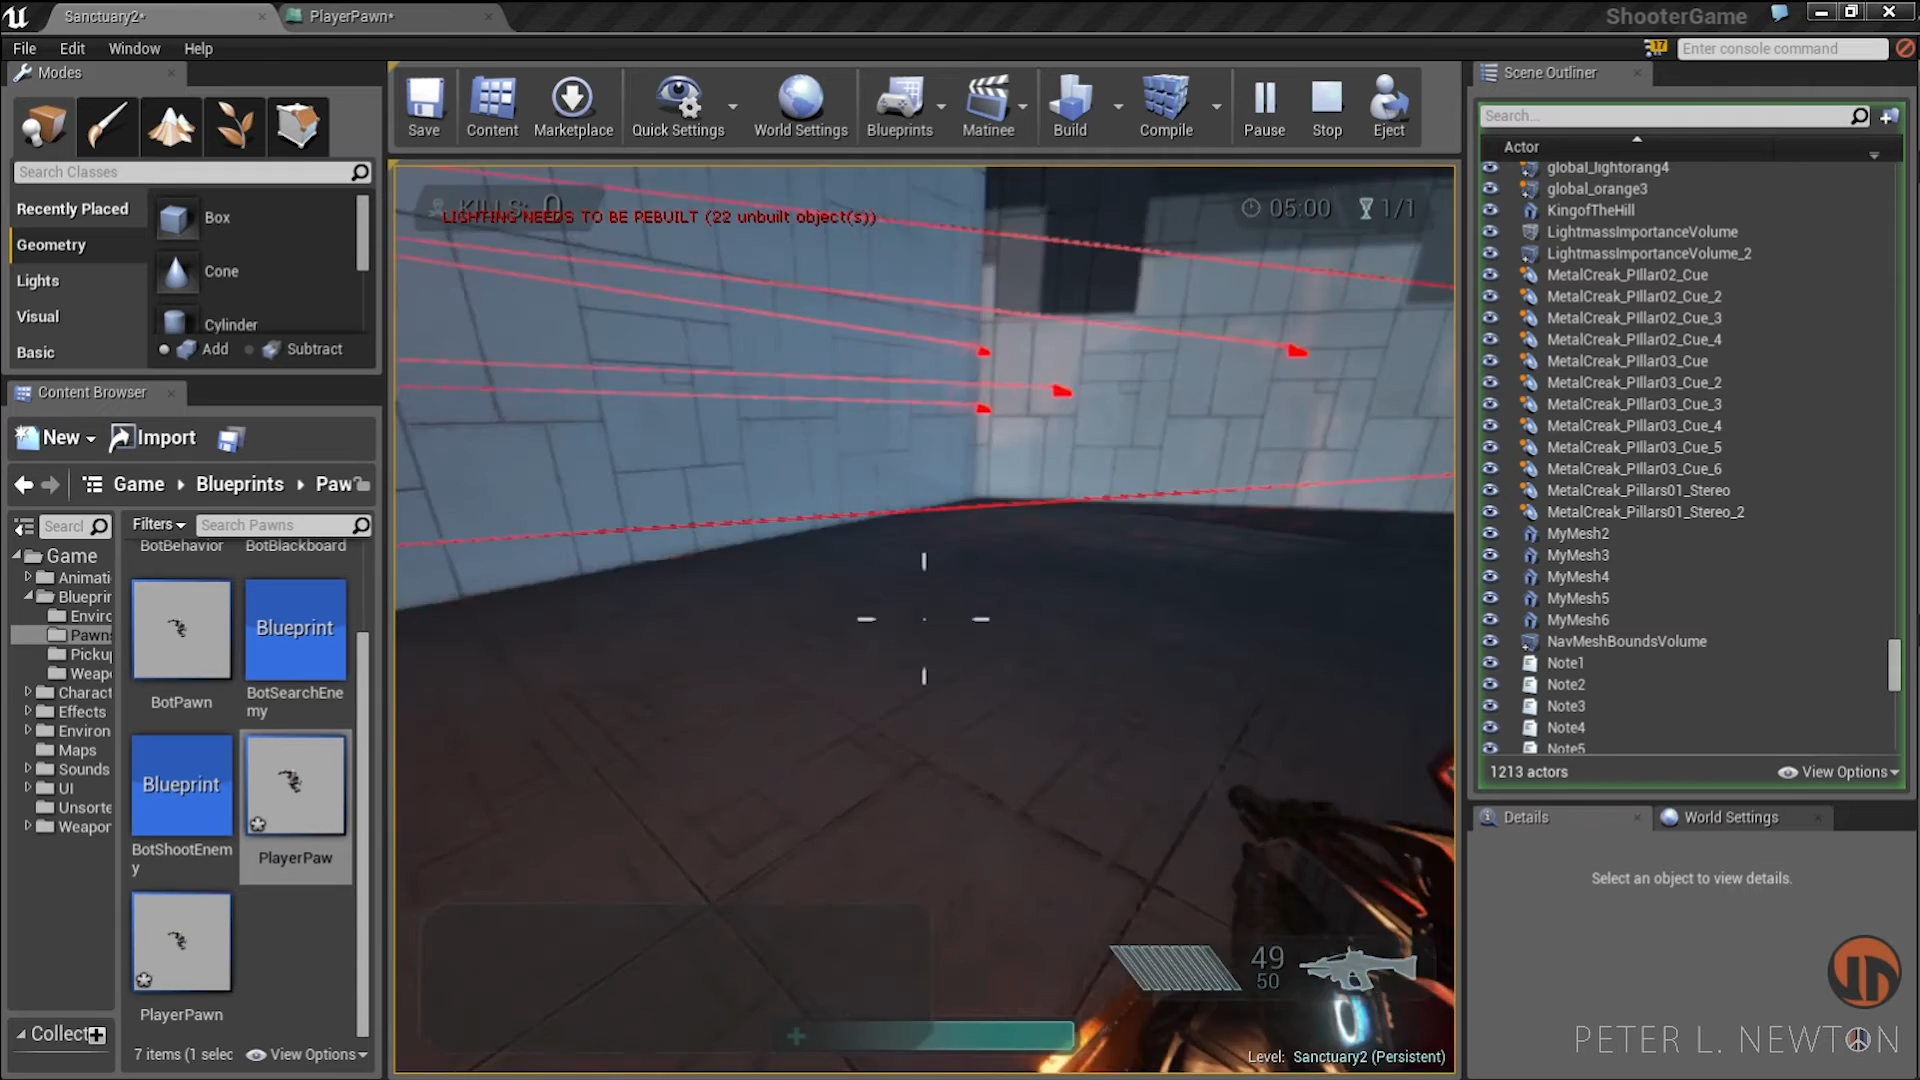 Sanctuary2*
PlayerPawn*
ShooterGame
File Edit Window Help
17
Enter console command
Modes
Search Classes
Recently Placed
Geometry
Lights
Visual
Basic
Box
Cone
Cylinder
Add
Subtract
Save
Content
Marketplace
Quick Settings
World Settings
Blueprints
Matinee
Build
Compile
Pause
Stop
Eject
KILLS: 0
LIGHTING NEEDS TO BE REBUILT (22 unbuilt object(s))
05:00
1/1
Content Browser
New
Import
Game
Blueprints
Paw
Searcl
Game
Animati
Blueprir
Enviro
Pawns
Pickup
Weapo
Charact
Effects
Environ
Maps
Sounds
UI
Unsorte
Weapor
Collect
Filters
Search Pawns
BotBehavior
BotBlackboard
BotPawn
Blueprint
BotSearchEne
my
Blueprint
BotShootEnem
y
PlayerPaw
PlayerPawn
7 items (1 selec
View Options
49
50
Level: Sanctuary2 (Persistent)
Scene Outliner
Search...
Actor
global_lightorang4
global_orange3
KingofTheHill
LightmassImportanceVolume
LightmassImportanceVolume_2
MetalCreak_PIllar02_Cue
MetalCreak_PIllar02_Cue_2
MetalCreak_PIllar02_Cue_3
MetalCreak_PIllar02_Cue_4
MetalCreak_PIllar03_Cue
MetalCreak_PIllar03_Cue_2
MetalCreak_PIllar03_Cue_3
MetalCreak_PIllar03_Cue_4
MetalCreak_PIllar03_Cue_5
MetalCreak_PIllar03_Cue_6
MetalCreak_Pillars01_Stereo
MetalCreak_Pillars01_Stereo_2
MyMesh2
MyMesh3
MyMesh4
MyMesh5
MyMesh6
NavMeshBoundsVolume
Note1
Note2
Note3
Note4
Note5
1213 actors
View Options
Details
World Settings
Select an object to view details.
PETER L. NEWTON